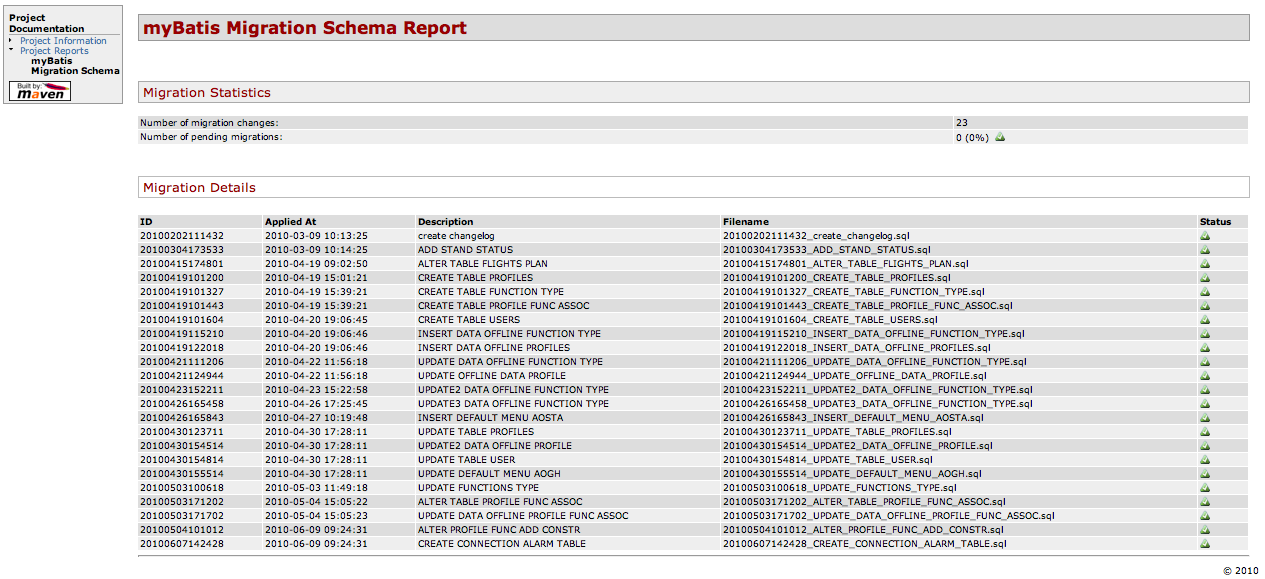 Project
Documentation
Project Information
Project Reports
myBatis
Migration Schema
Built by:
maven
myBatis Migration Schema Report
Migration Statistics
Number of migration changes: 23
Number of pending migrations: 0 (0%)
Migration Details
ID Applied At Description Filename Status
20100202111432 2010-03-09 10:13:25 create changelog 20100202111432_create_changelog.sql
20100304173533 2010-03-09 10:14:25 ADD STAND STATUS 20100304173533_ADD_STAND_STATUS.sql
20100415174801 2010-04-19 09:02:50 ALTER TABLE FLIGHTS PLAN 20100415174801_ALTER_TABLE_FLIGHTS_PLAN.sql
20100419101200 2010-04-19 15:01:21 CREATE TABLE PROFILES 20100419101200_CREATE_TABLE_PROFILES.sql
20100419101327 2010-04-19 15:39:21 CREATE TABLE FUNCTION TYPE 20100419101327_CREATE_TABLE_FUNCTION_TYPE.sql
20100419101443 2010-04-19 15:39:21 CREATE TABLE PROFILE FUNC ASSOC 20100419101443_CREATE_TABLE_PROFILE_FUNC_ASSOC.sql
20100419101604 2010-04-20 19:06:45 CREATE TABLE USERS 20100419101604_CREATE_TABLE_USERS.sql
20100419115210 2010-04-20 19:06:46 INSERT DATA OFFLINE FUNCTION TYPE 20100419115210_INSERT_DATA_OFFLINE_FUNCTION_TYPE.sql
20100419122018 2010-04-20 19:06:46 INSERT DATA OFFLINE PROFILES 20100419122018_INSERT_DATA_OFFLINE_PROFILES.sql
20100421111206 2010-04-22 11:56:18 UPDATE DATA OFFLINE FUNCTION TYPE 20100421111206_UPDATE_DATA_OFFLINE_FUNCTION_TYPE.sql
20100421124944 2010-04-22 11:56:18 UPDATE OFFLINE DATA PROFILE 20100421124944_UPDATE_OFFLINE_DATA_PROFILE.sql
20100423152211 2010-04-23 15:22:58 UPDATE2 DATA OFFLINE FUNCTION TYPE 20100423152211_UPDATE2_DATA_OFFLINE_FUNCTION_TYPE.sql
20100426165458 2010-04-26 17:25:45 UPDATE3 DATA OFFLINE FUNCTION TYPE 20100426165458_UPDATE3_DATA_OFFLINE_FUNCTION_TYPE.sql
20100426165843 2010-04-27 10:19:48 INSERT DEFAULT MENU AOSTA 20100426165843_INSERT_DEFAULT_MENU_AOSTA.sql
20100430123711 2010-04-30 17:28:11 UPDATE TABLE PROFILES 20100430123711_UPDATE_TABLE_PROFILES.sql
20100430154514 2010-04-30 17:28:11 UPDATE2 DATA OFFLINE PROFILE 20100430154514_UPDATE2_DATA_OFFLINE_PROFILE.sql
20100430154814 2010-04-30 17:28:11 UPDATE TABLE USER 20100430154814_UPDATE_TABLE_USER.sql
20100430155514 2010-04-30 17:28:11 UPDATE DEFAULT MENU AOGH 20100430155514_UPDATE_DEFAULT_MENU_AOGH.sql
20100503100618 2010-05-03 11:49:18 UPDATE FUNCTIONS TYPE 20100503100618_UPDATE_FUNCTIONS_TYPE.sql
20100503171202 2010-05-04 15:05:22 ALTER TABLE PROFILE FUNC ASSOC 20100503171202_ALTER_TABLE_PROFILE_FUNC_ASSOC.sql
20100503171702 2010-05-04 15:05:23 UPDATE DATA OFFLINE PROFILE FUNC ASSOC 20100503171702_UPDATE_DATA_OFFLINE_PROFILE_FUNC_ASSOC.sql
20100504101012 2010-06-09 09:24:31 ALTER PROFILE FUNC ADD CONSTR 20100504101012_ALTER_PROFILE_FUNC_ADD_CONSTR.sql
20100607142428 2010-06-09 09:24:31 CREATE CONNECTION ALARM TABLE 20100607142428_CREATE_CONNECTION_ALARM_TABLE.sql
© 2010